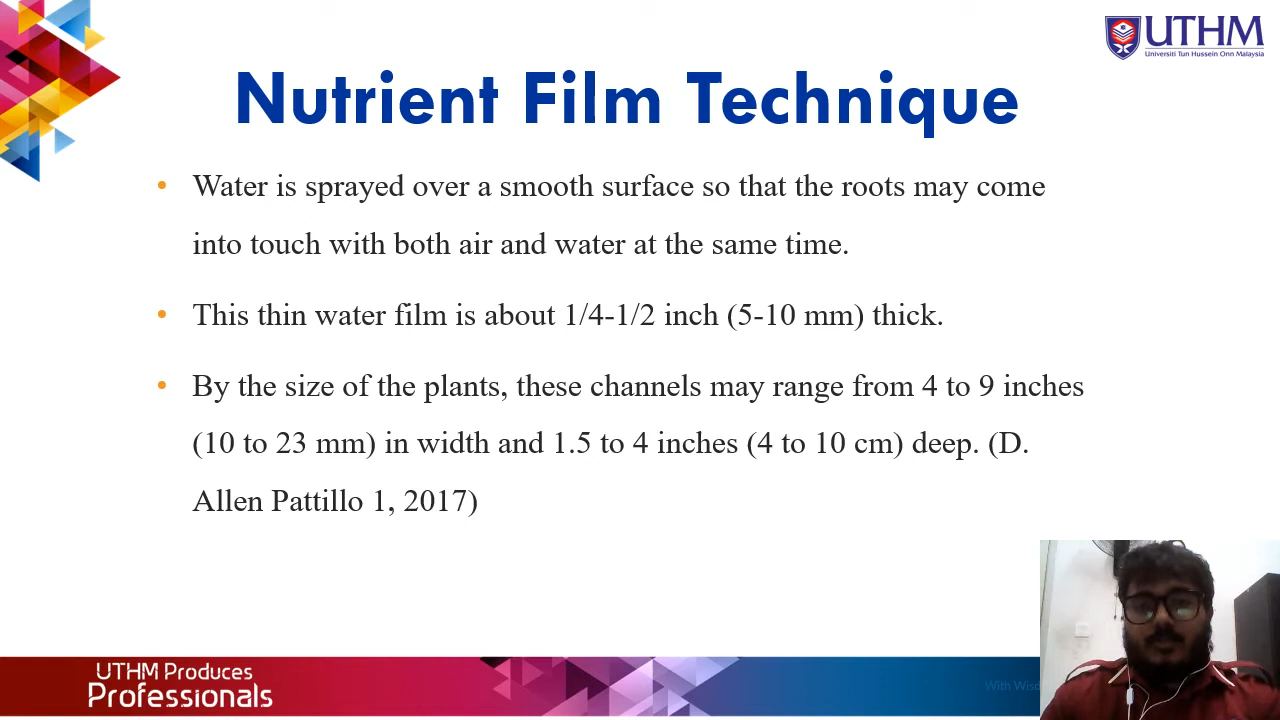 UTHM
Universiti Tun Hussein Onn Malaysia
Nutrient Film Technique
• Water is sprayed over a smooth surface so that the roots may come
into touch with both air and water at the same time.
• This thin water film is about 1/4-1/2 inch (5-10 mm) thick.
• By the size of the plants, these channels may range from 4 to 9 inches
(10 to 23 mm) in width and 1.5 to 4 inches (4 to 10 cm) deep. (D.
Allen Pattillo 1, 2017)
UTHM Produces
Professionals
With